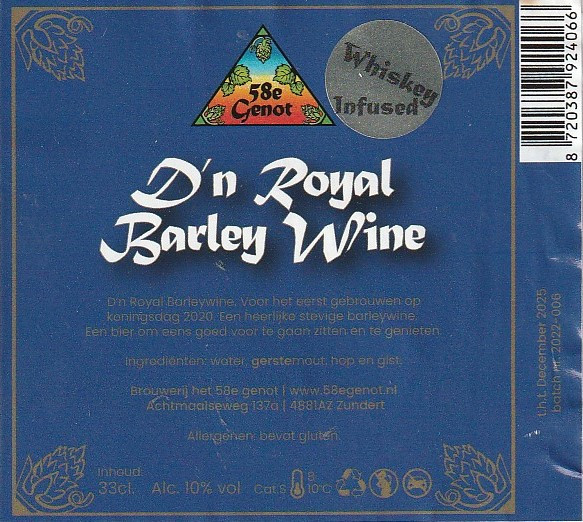 58e
Genot
Whiskey
Infused
8 720387 924066
D'n Royal
Barley Wine
D'n Royal Barleywine, Voor het eerst gebrouwen op
koningsdag 2020. Een heerlijke stevige barleywine.
Een bier om eens goed voor te gaan zitten en te genieten.
Ingrediënten: water, gerstemout, hop en gist.
Brouwerij het 58e genot | www.58egenot.nl
Achtmaalseweg 137a | 4881AZ Zundert
Allergenen: bevat gluten.
t.h.t. December 2025
batch nr. 2022-006
Inhoud:
33cl. Alc. 10% vol Cat.S 8 10°C